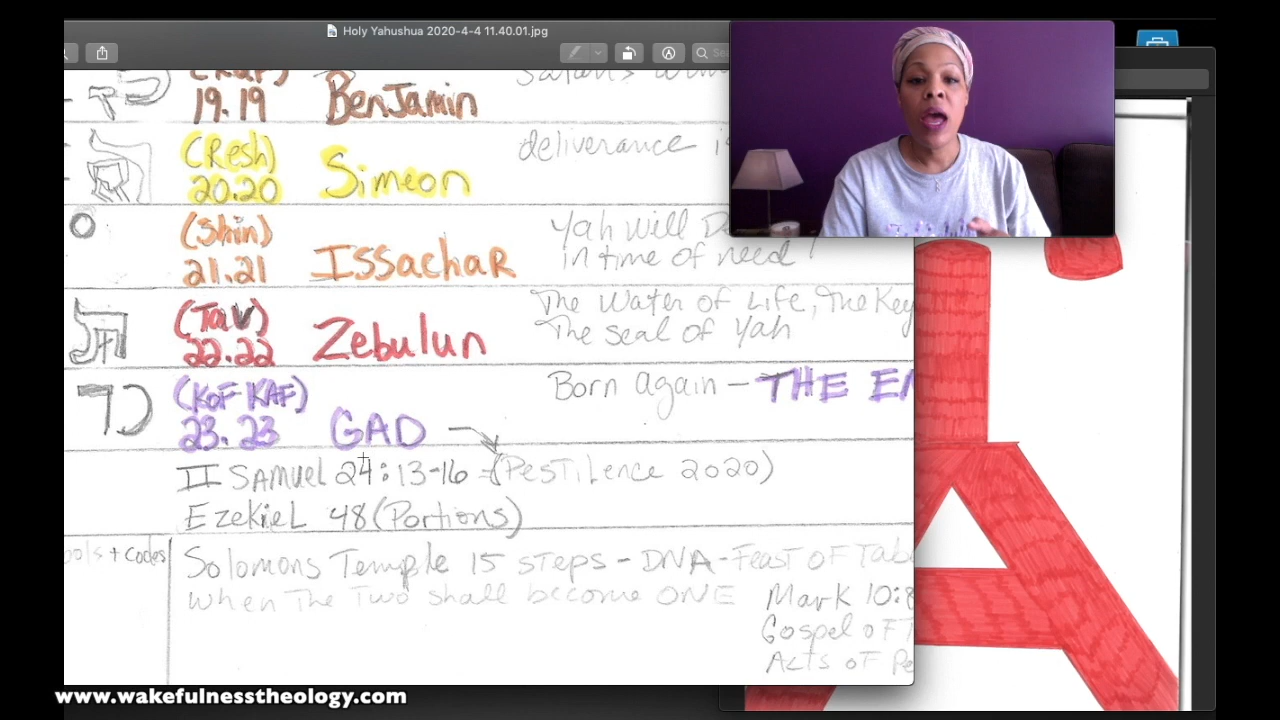 Holy Yahushua 2020-4-4 11.40.01.jpg
19.19 BenJamin
(Resh)
20.20 Simeon
deliverance
(Shin)
21.21 Issachar
Yah will
in time of need
(Tav)
22.22 Zebulun
The Water of Life, The Key
The seal of Yah
(KOF KAF)
23.23 GAD
Born Again - THE
II SAMUEL 24:13-16 - (Pestilence 2020)
EzekieL 48 (Portions)
+ codes
Solomons Temple 15 steps - DNA - Feast OF
when The Two shall become ONE
Mark 10:8
Gospel oF
Acts oF
www.wakefulnesstheology.com